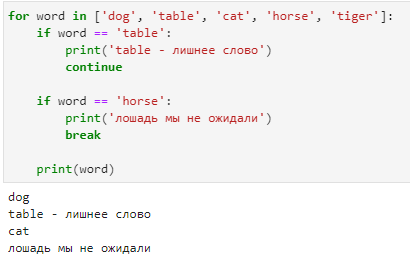 for word in ['dog', 'table', 'cat', 'horse', 'tiger']:
    if word == 'table':
        print('table - лишнее слово')
        continue

    if word == 'horse':
        print('лошадь мы не ожидали')
        break

    print(word)
dog
table - лишнее слово
cat
лошадь мы не ожидали